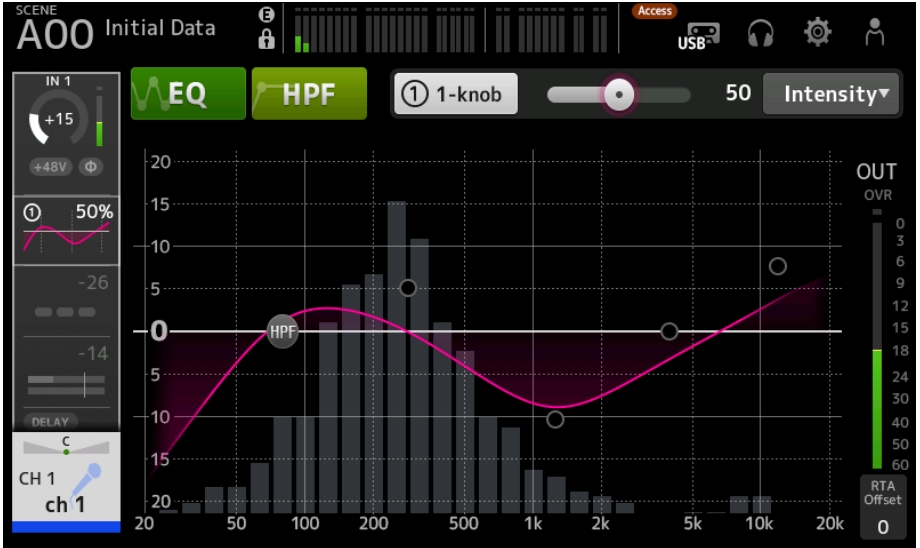 SCENE
A00 Initial Data
E
Access
USB
IN 1
+15
+48V Φ
1 50%
-26
-14
DELAY
C
CH 1
ch 1
EQ
HPF
1 1-knob
50
Intensity▾
20
15
10
5
0
5
10
15
20
HPF
20 50 100 200 500 1k 2k 5k 10k 20k
OUT
OVR
0
3
6
9
12
15
18
24
30
40
50
60
RTA
Offset
0